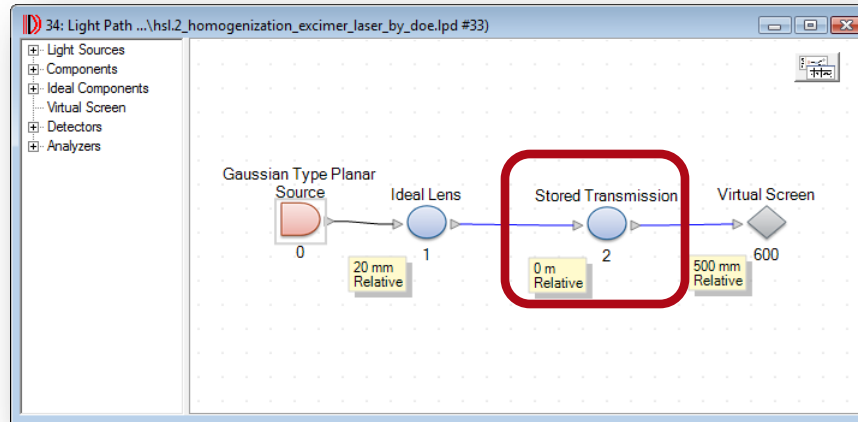 34: Light Path ...\hsl.2_homogenization_excimer_laser_by_doe.lpd #33)
Light Sources
Components
Ideal Components
Virtual Screen
Detectors
Analyzers
Gaussian Type Planar
Source
0
20 mm
Relative
Ideal Lens
1
Stored Transmission
2
0 m
Relative
Virtual Screen
600
500 mm
Relative